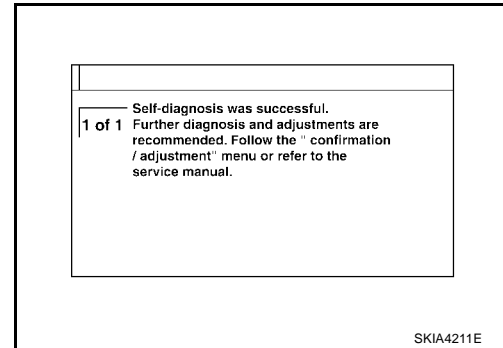 Self-diagnosis was successful.
1 of 1 Further diagnosis and adjustments are
recommended. Follow the " confirmation
/ adjustment" menu or refer to the
service manual.
SKIA4211E